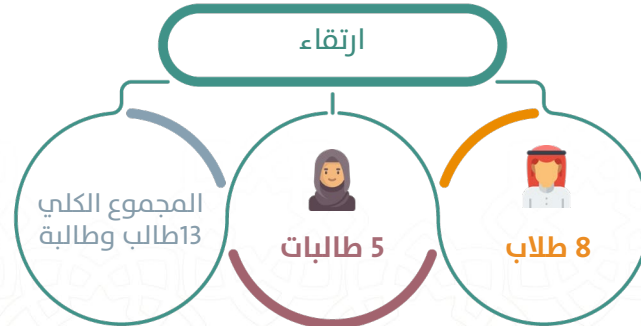 ارتقاء
8 طلاب
5 طالبات
المجموع الكلي
13طالب وطالبة